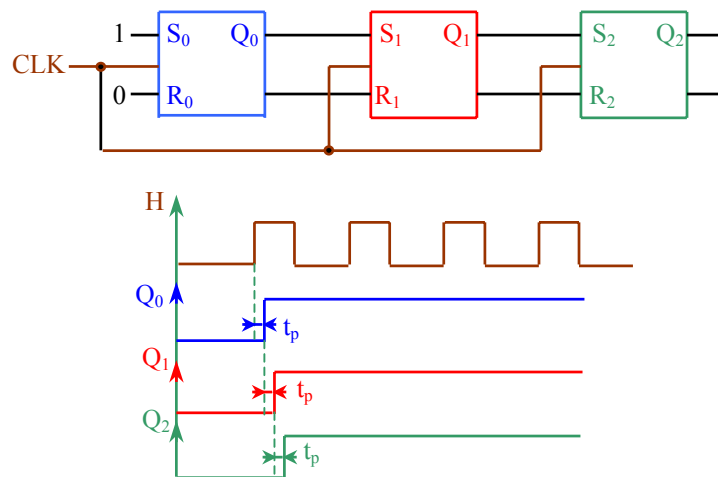 1 S₀ Q₀ S₁ Q₁ S₂ Q₂
CLK
0 R₀ R₁ R₂
H
Q₀
tₚ
Q₁
tₚ
Q₂
tₚ